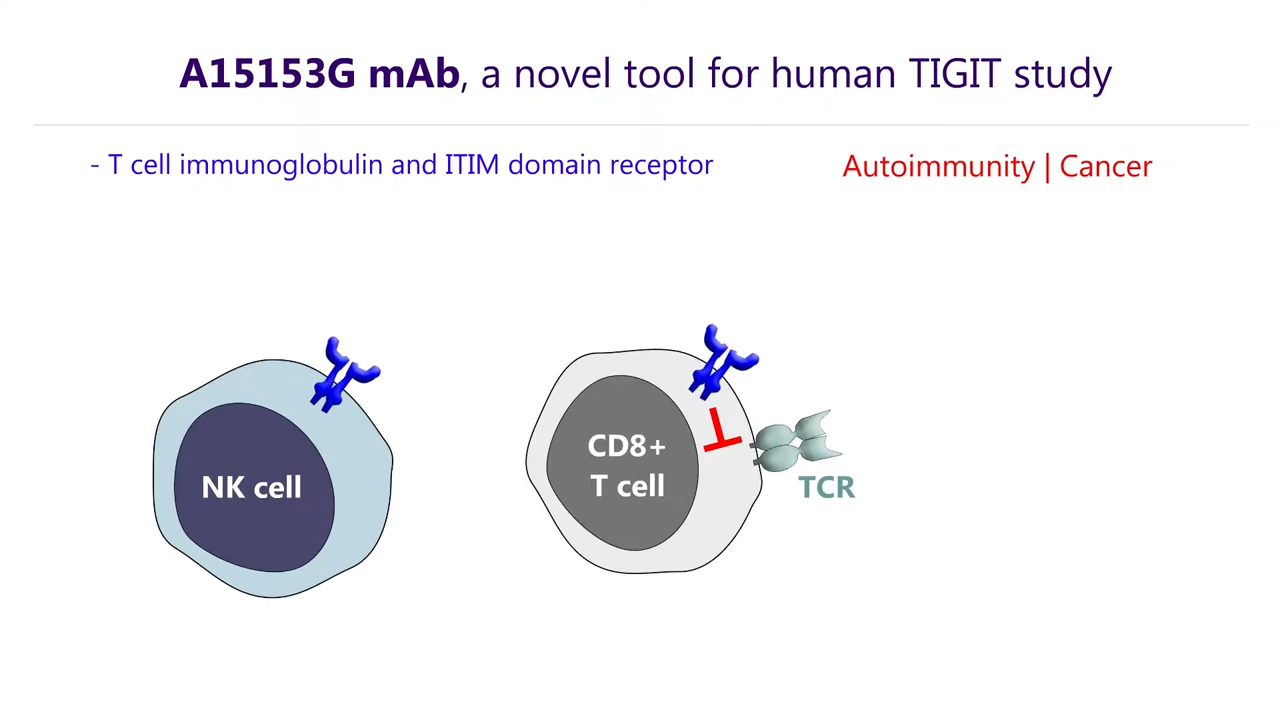 A15153G mAb, a novel tool for human TIGIT study
- T cell immunoglobulin and ITIM domain receptor
Autoimmunity | Cancer
NK cell
CD8+
T cell
TCR